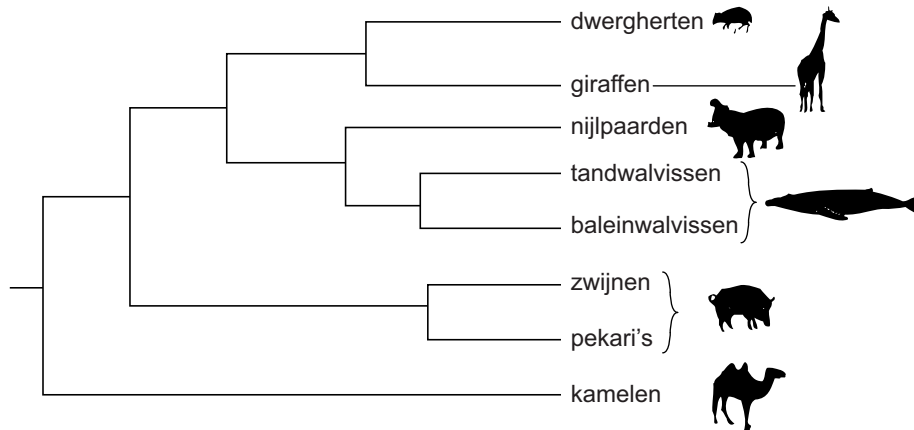 dwergherten
giraffen
nijlpaarden
tandwalvissen
baleinwalvissen
zwijnen
pekari's
kamelen